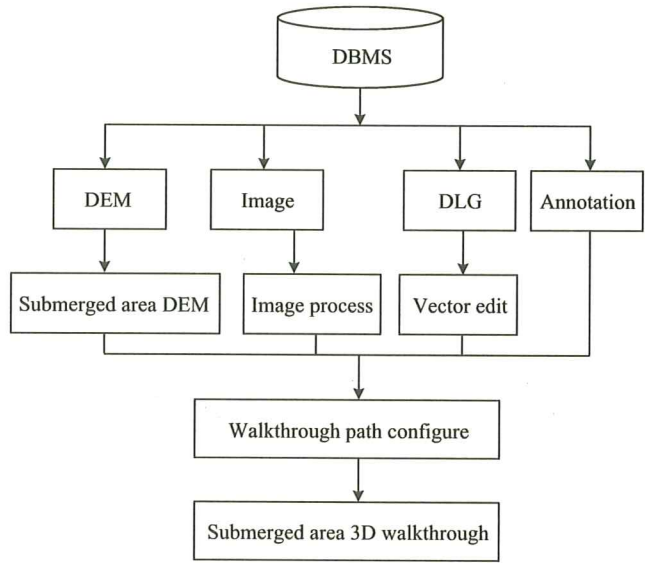 DBMS
DEM
Image
DLG
Annotation
Submerged area DEM
Image process
Vector edit
Walkthrough path configure
Submerged area 3D walkthrough